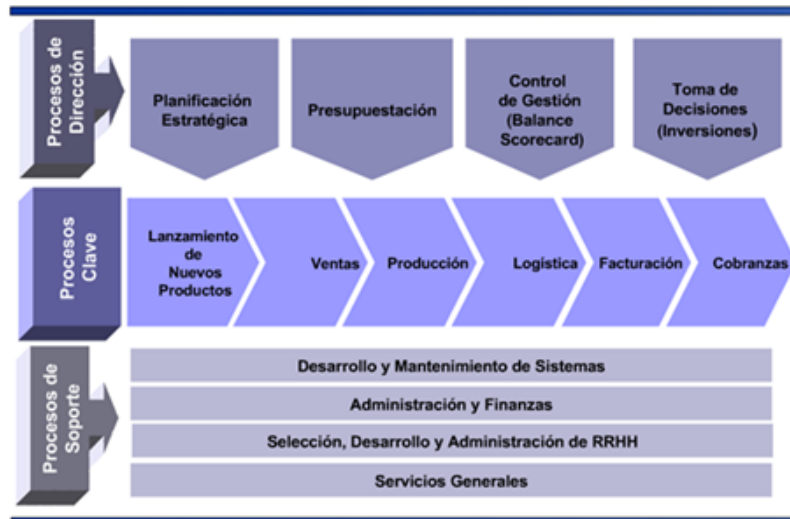 Procesos de
Dirección
Planificación
Estratégica
Presupuestación
Control
de Gestión
(Balance
Scorecard)
Toma de
Decisiones
(Inversiones)
Procesos
Clave
Lanzamiento
de
Nuevos
Productos
Ventas
Producción
Logística
Facturación
Cobranzas
Procesos de
Soporte
Desarrollo y Mantenimiento de Sistemas
Administración y Finanzas
Selección, Desarrollo y Administración de RRHH
Servicios Generales